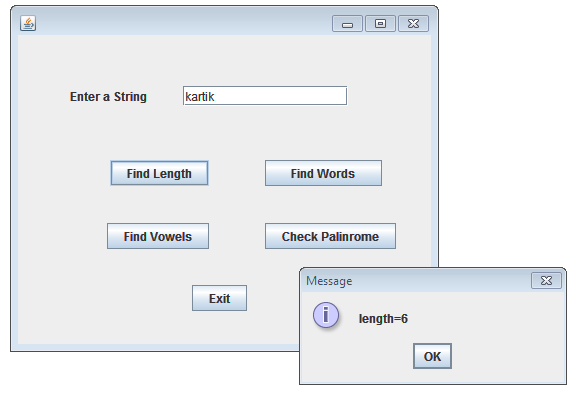 Enter a String kartik
Find Length Find Words
Find Vowels Check Palinrome
Exit
Message
length=6
OK